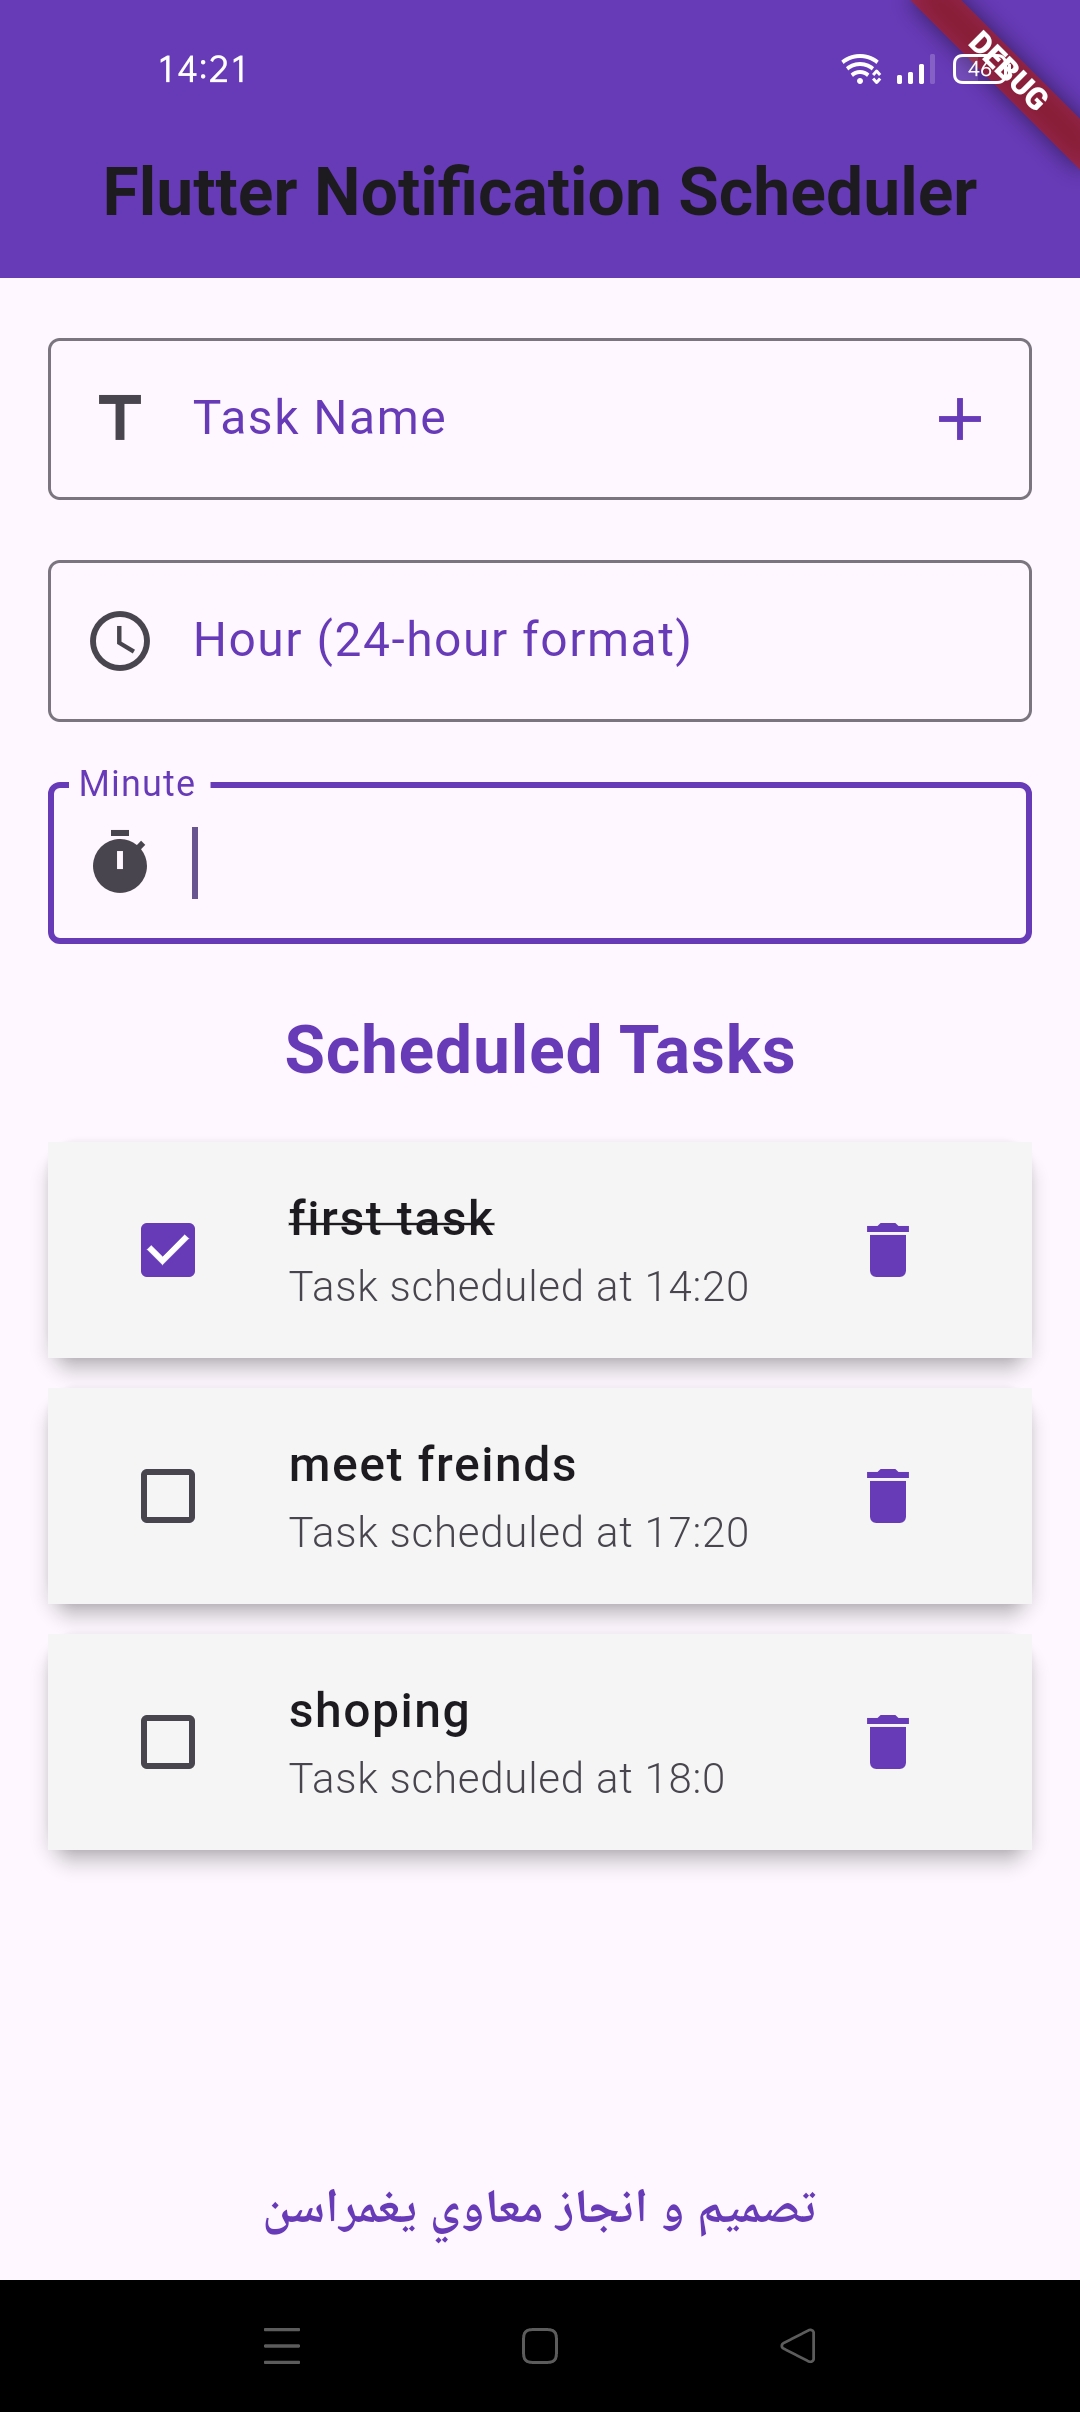 14:21
46
DEBUG
Flutter Notification Scheduler
Task Name
Hour (24-hour format)
Minute
Scheduled Tasks
first task
Task scheduled at 14:20
meet freinds
Task scheduled at 17:20
shoping
Task scheduled at 18:0
تصميم و انجاز معاوي يغمراسن